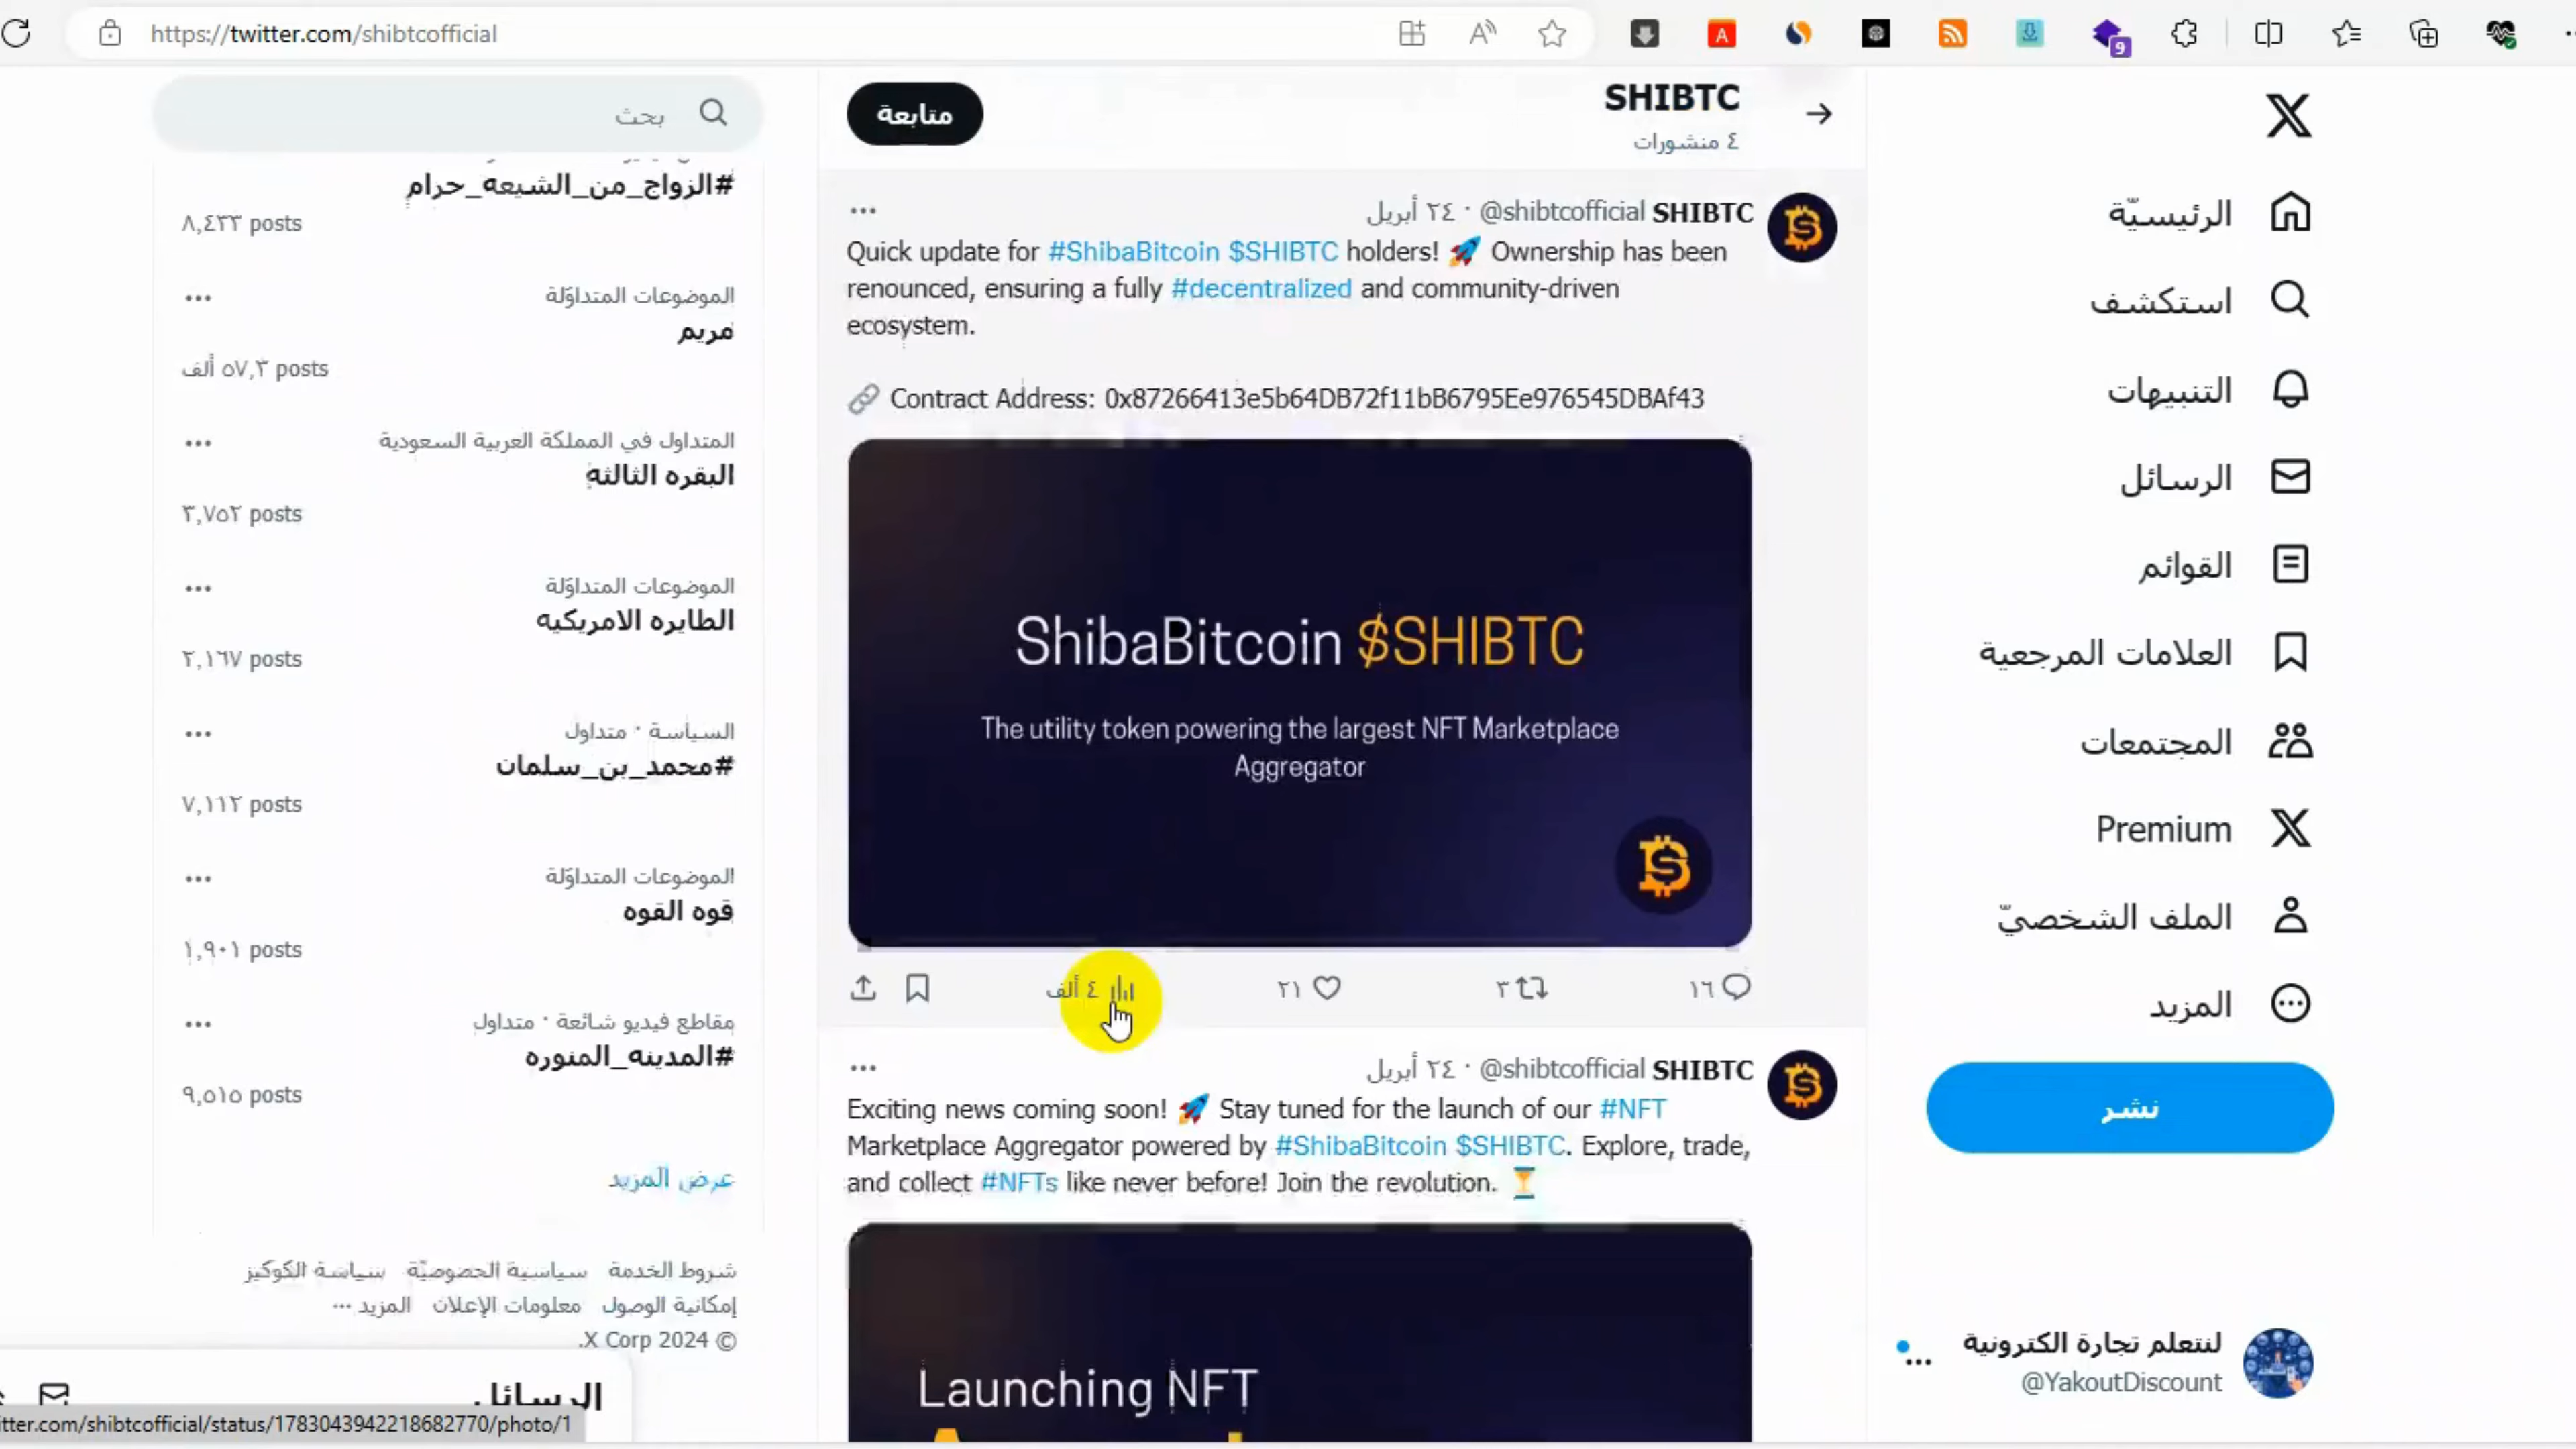 https://twitter.com/shibtcofficial
9
SHIBTC
٤ منشورات
متابعة
SHIBTC @shibtcofficial · ٢٤ أبريل
Quick update for #ShibaBitcoin $SHIBTC holders! 🚀 Ownership has been
renounced, ensuring a fully #decentralized and community-driven
ecosystem.
🔗 Contract Address: 0x87266413e5b64DB72f11bB6795Ee976545DBAf43
ShibaBitcoin $SHIBTC
The utility token powering the largest NFT Marketplace
Aggregator
١٦ ٣ ٢١ ٤ ألف
SHIBTC @shibtcofficial · ٢٤ أبريل
Exciting news coming soon! 🚀 Stay tuned for the launch of our #NFT
Marketplace Aggregator powered by #ShibaBitcoin $SHIBTC. Explore, trade,
and collect #NFTs like never before! Join the revolution. ⏳
Launching NFT
الرئيسيّة
استكشف
التنبيهات
الرسائل
القوائم
العلامات المرجعية
المجتمعات
Premium
الملف الشخصيّ
المزيد
نشر
لنتعلم تجارة الكترونية
@YakoutDiscount
بحث
#الزواج_من_الشيعه_حرام
٨,٤٣٣ posts
الموضوعات المتداوّلة
مريم
٥٧,٣ ألف posts
المتداول في المملكة العربية السعودية
البقره الثالثه
٣,٧٥٢ posts
الموضوعات المتداوّلة
الطايره الامريكيه
٢,١٦٧ posts
السياسة · متداول
#محمد_بن_سلمان
٧,١١٢ posts
الموضوعات المتداوّلة
قوه القوه
١,٩٠١ posts
مقاطع فيديو شائعة · متداول
#المدينه_المنوره
٩,٥١٥ posts
عرض المزيد
شروط الخدمة سياسية الخصوصيّة سياسة الكوكيز
إمكانية الوصول معلومات الإعلان المزيد ...
© 2024 X Corp.
الرسائل
itter.com/shibtcofficial/status/1783043942218682770/photo/1